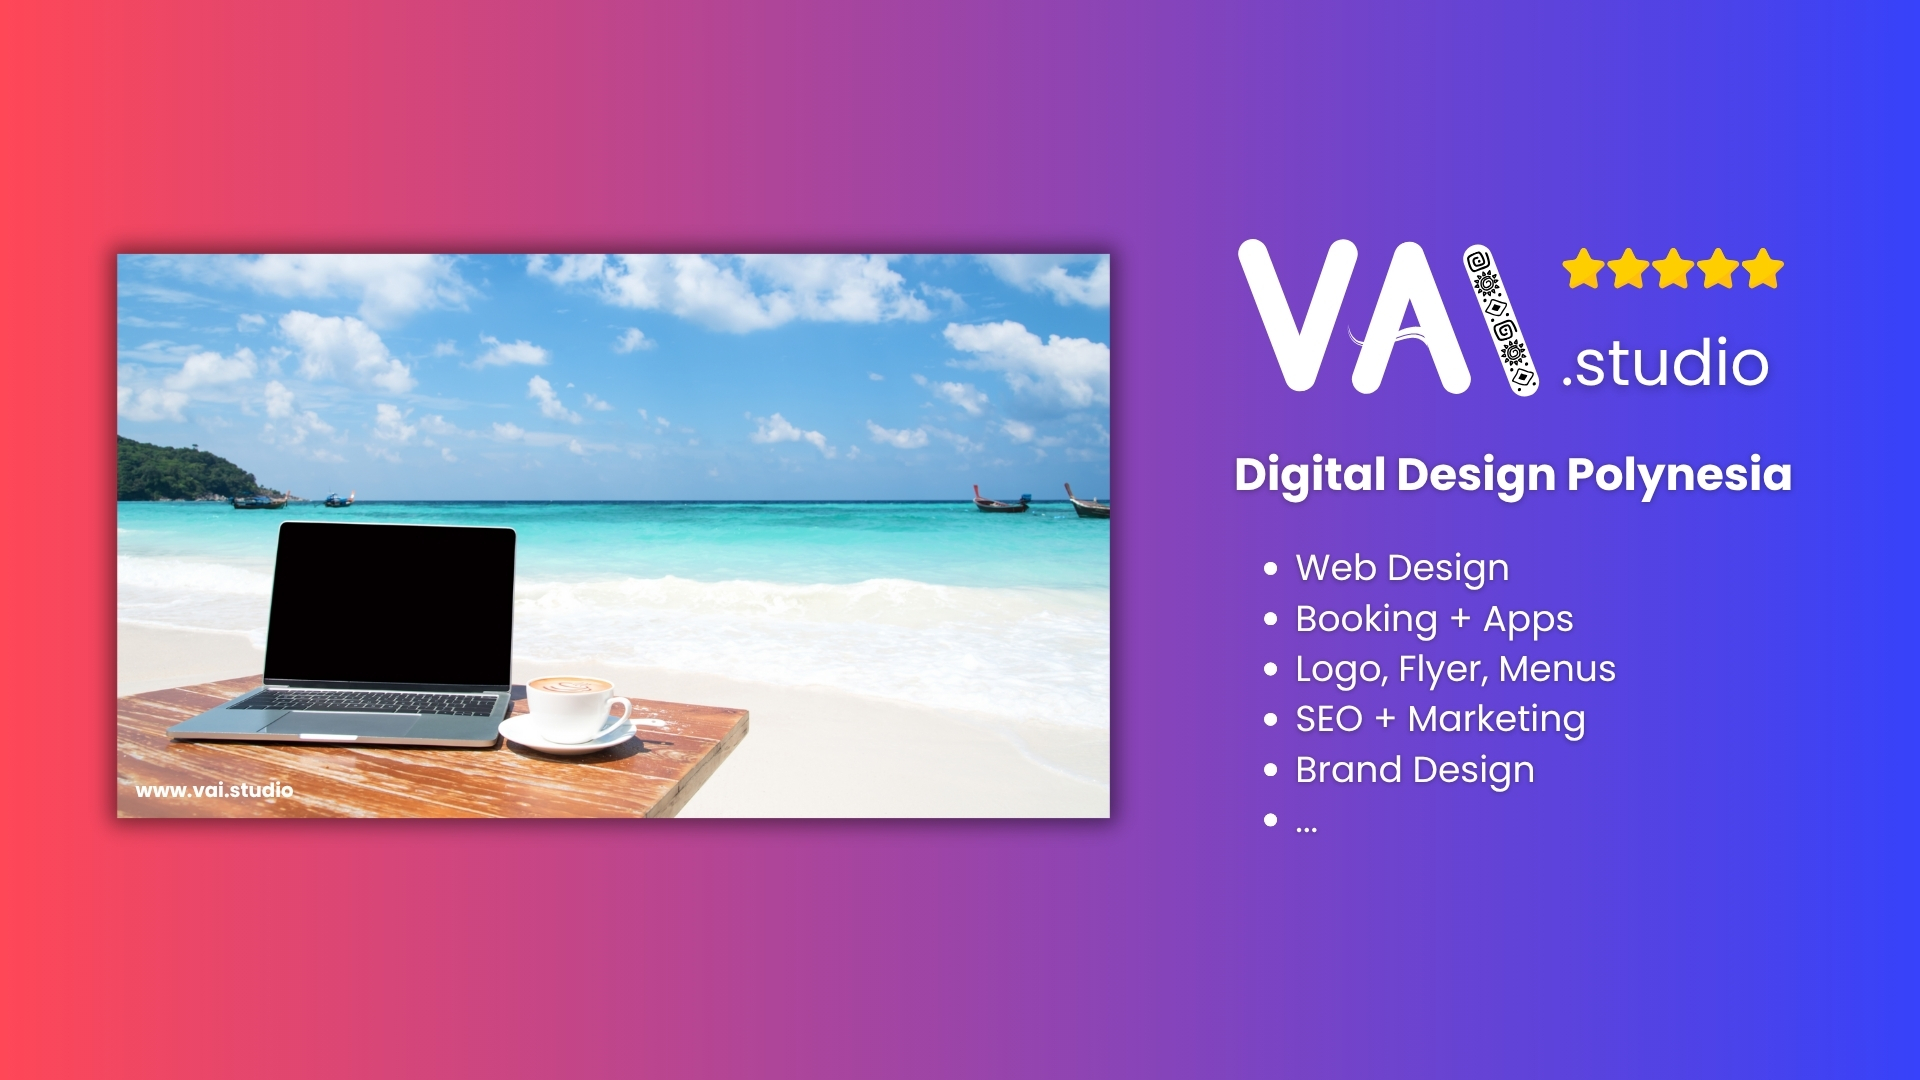 VAI
.studio
Digital Design Polynesia
Web Design
Booking + Apps
Logo, Flyer, Menus
SEO + Marketing
Brand Design
...
www.vai.studio